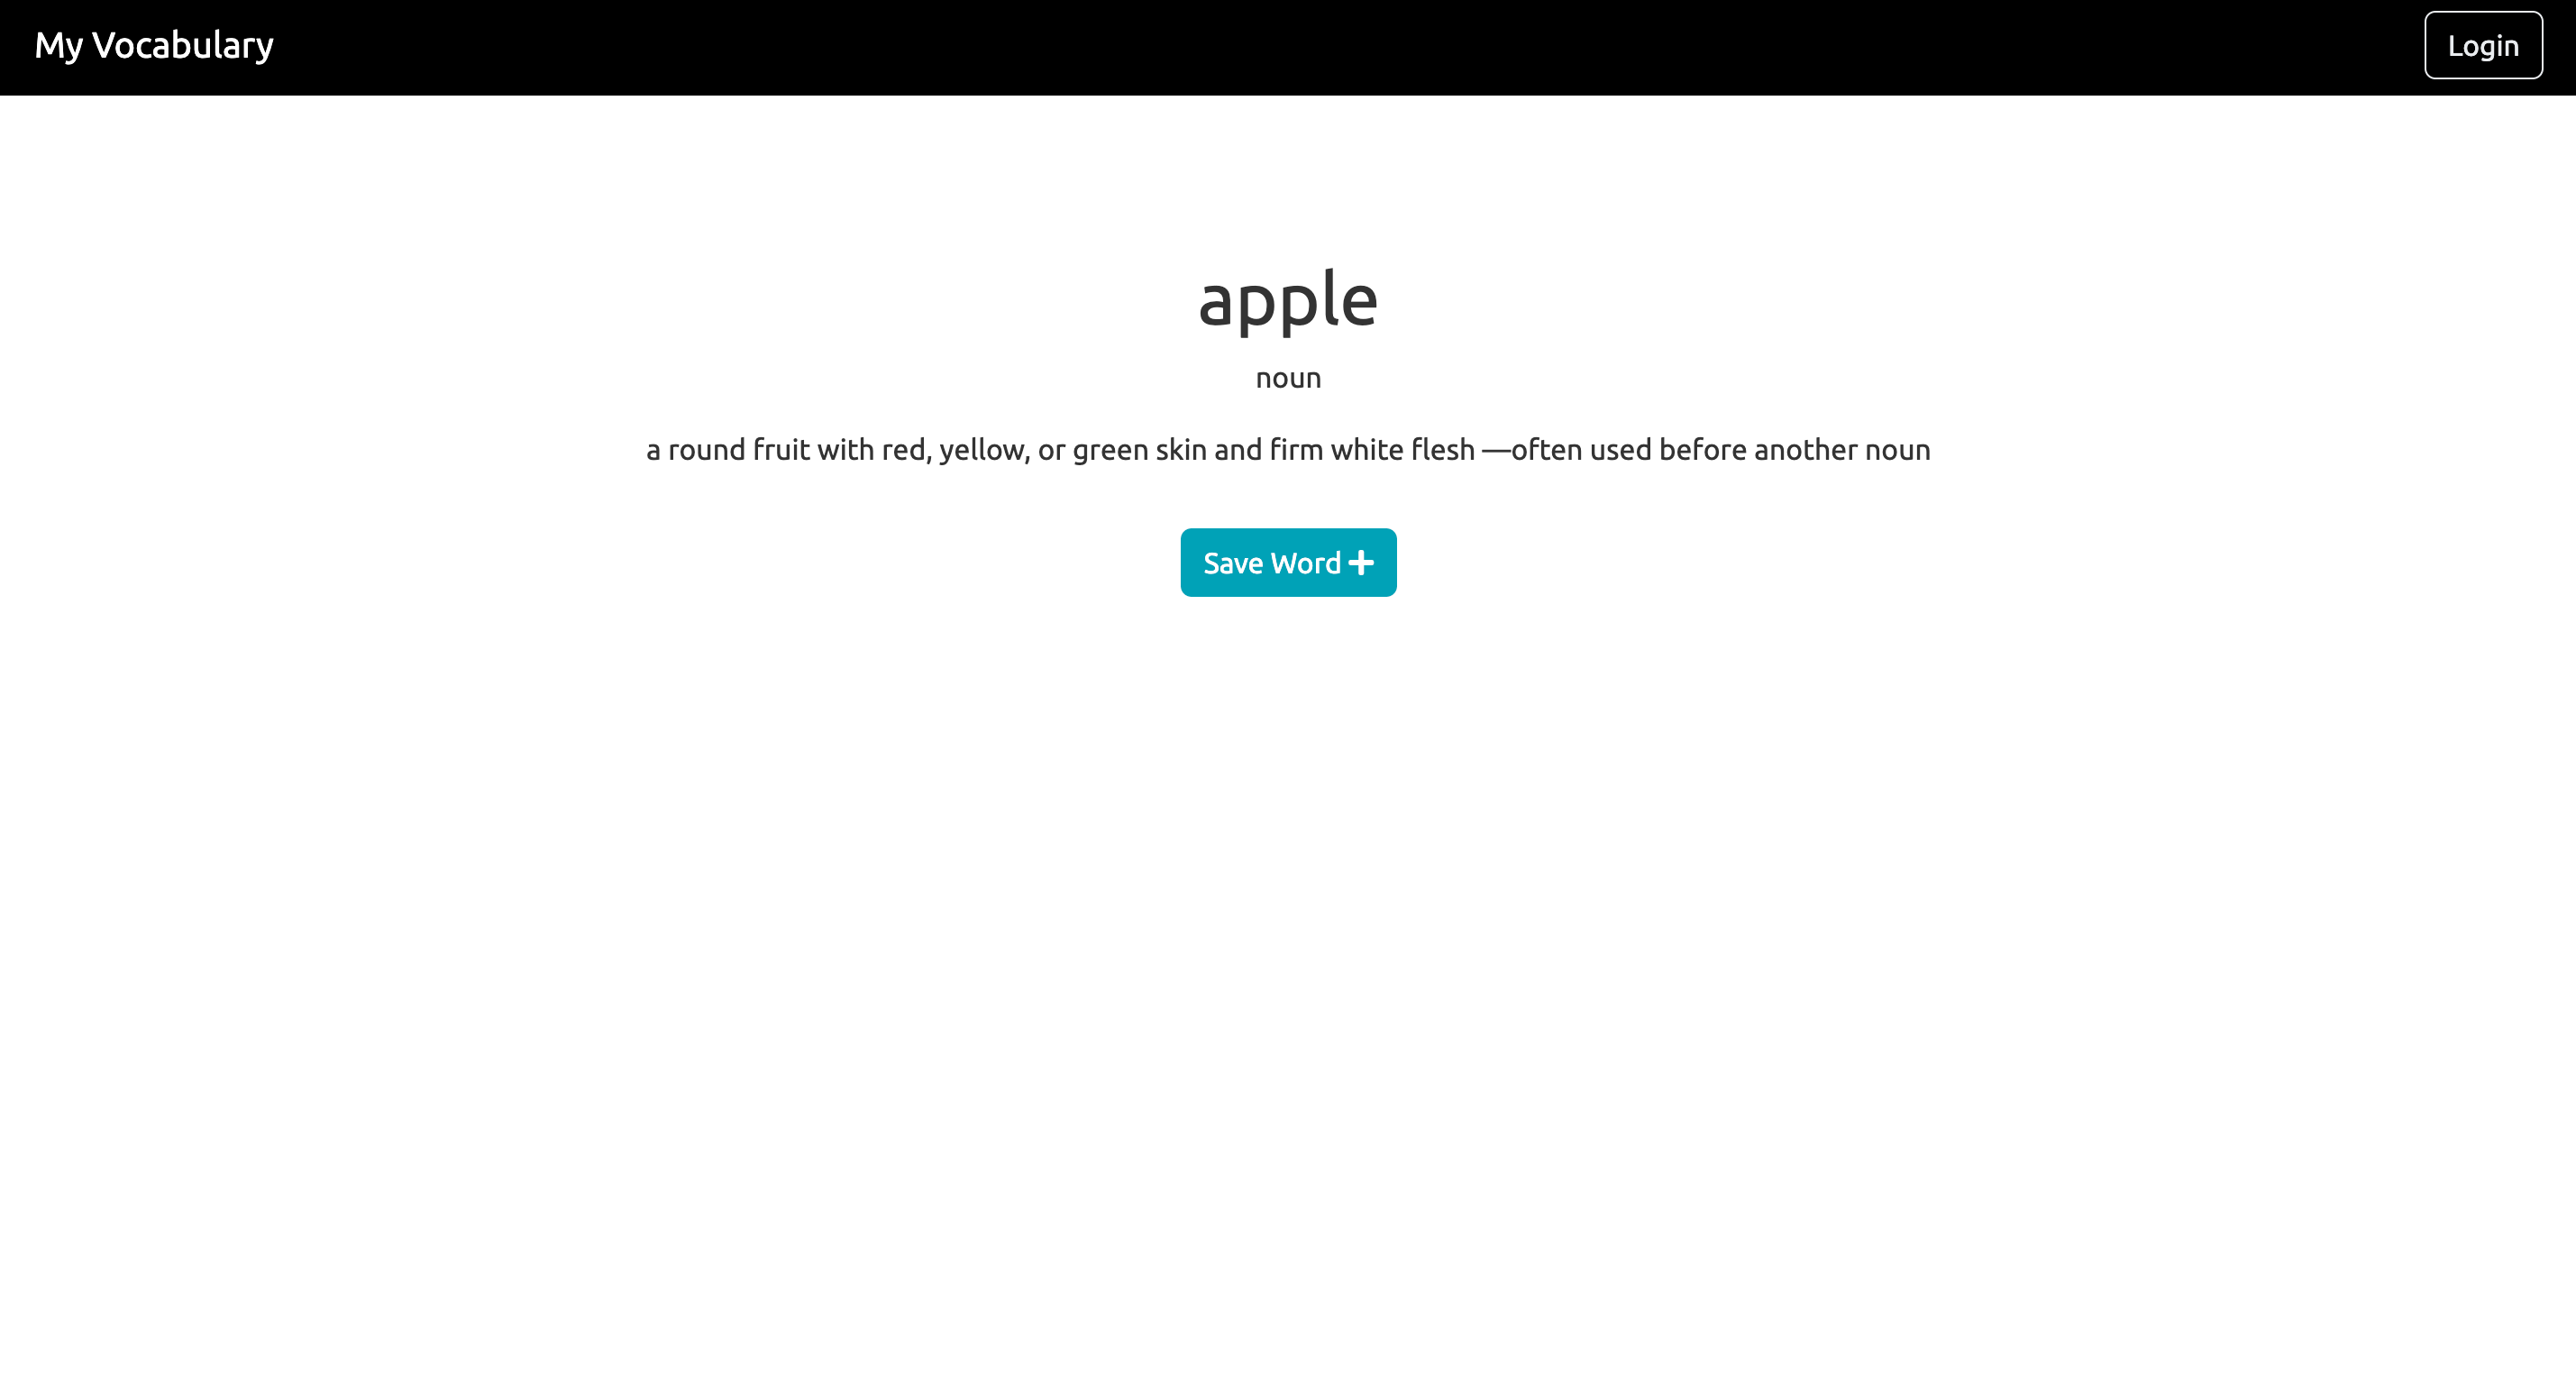 My Vocabulary
Login
apple
noun
a round fruit with red, yellow, or green skin and firm white flesh —often used before another noun
Save Word